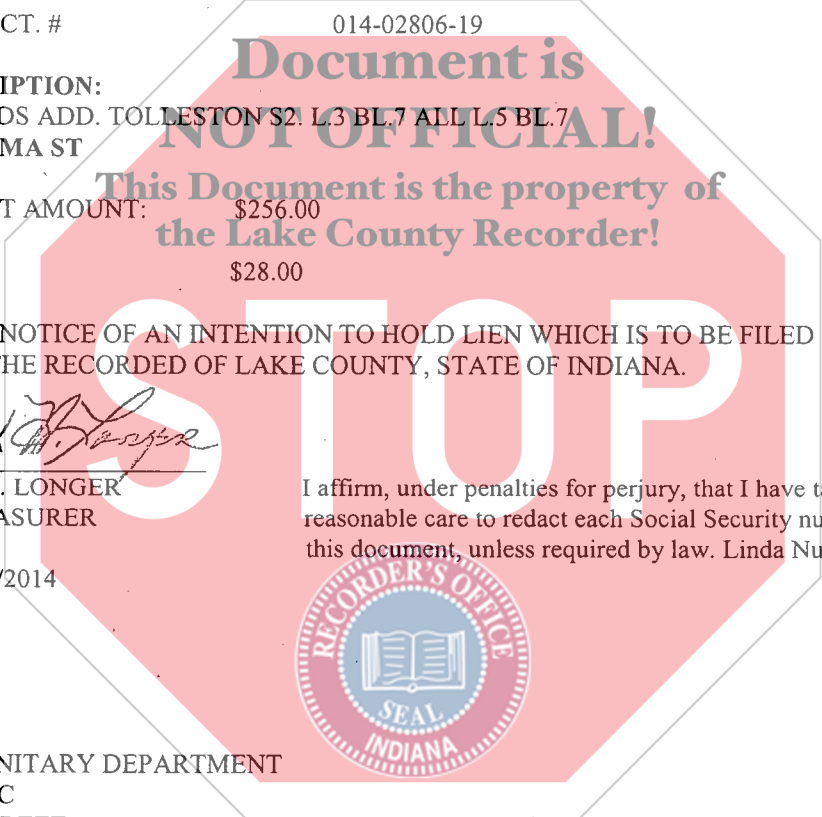 CT. # 014-02806-19
Document is
IPTION:
OS ADD. TOLLESTON S2. L.3 BL.7 ALL L.5 BL.7
NOT OFFICIAL!
MA ST
This Document is the property of
T AMOUNT: $256.00
the Lake County Recorder!
$28.00
NOTICE OF AN INTENTION TO HOLD LIEN WHICH IS TO BE FILED
HE RECORDED OF LAKE COUNTY, STATE OF INDIANA.
STOP
. LONGER
ASURER
I affirm, under penalties for perjury, that I have t
reasonable care to redact each Social Security nu
this document, unless required by law. Linda Nu
/2014
RECORDER'S OFFICE
SEAL
INDIANA
NITARY DEPARTMENT
C